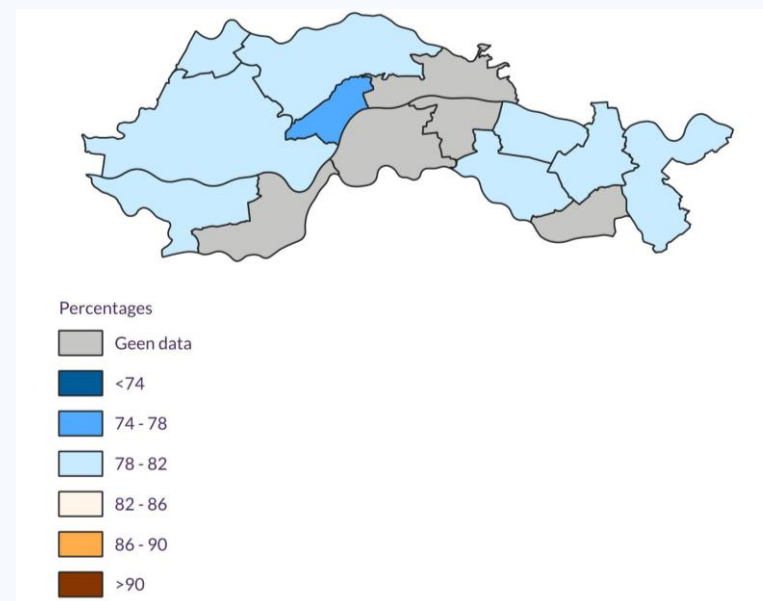 Percentages
Geen data
<74
74 - 78
78 - 82
82 - 86
86 - 90
>90